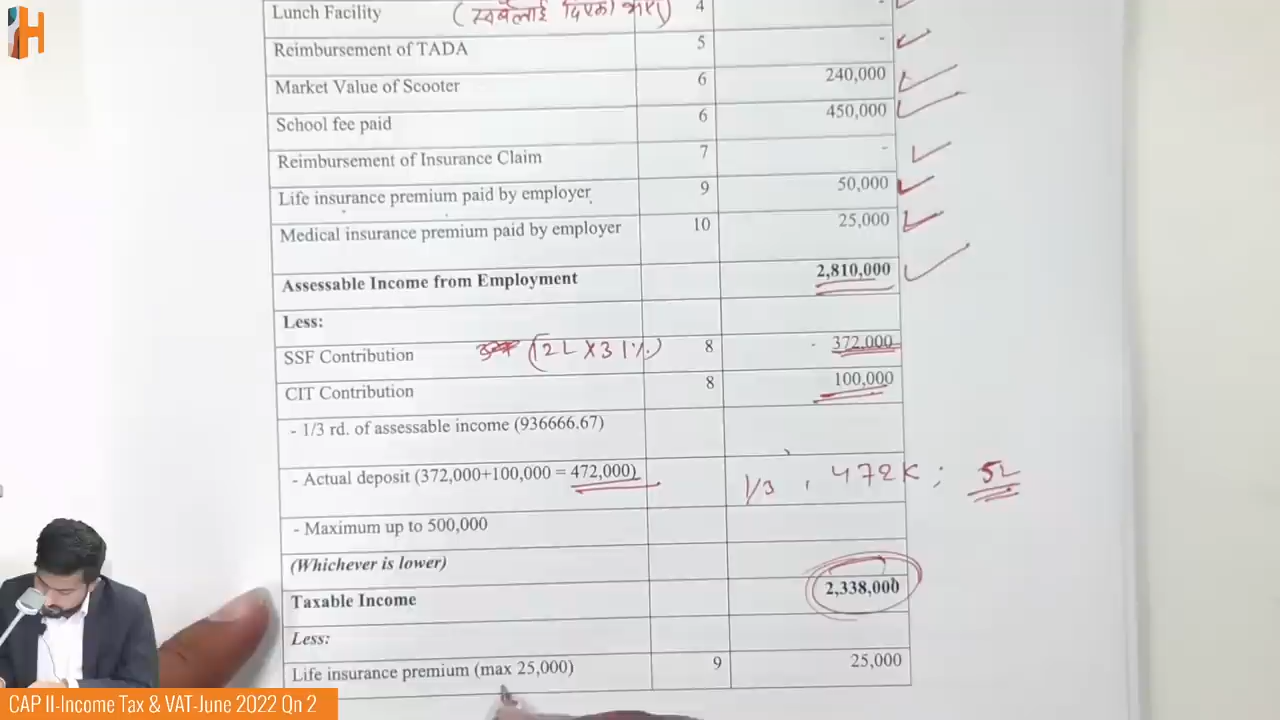 H
Lunch Facility (सबैलाई दिएको भए) 4 -
Reimbursement of TADA 5 -
Market Value of Scooter 6 240,000
School fee paid 6 450,000
Reimbursement of Insurance Claim 7 -
Life insurance premium paid by employer 9 50,000
Medical insurance premium paid by employer 10 25,000
Assessable Income from Employment 2,810,000
Less:
SSF Contribution (12L X 31%) 8 372,000
CIT Contribution 8 100,000
- 1/3 rd. of assessable income (936666.67)
- Actual deposit (372,000+100,000 = 472,000) 1/3 , 472K ; 5L
- Maximum up to 500,000
(Whichever is lower)
Taxable Income 2,338,000
Less:
Life insurance premium (max 25,000) 9 25,000
CAP II-Income Tax & VAT-June 2022 Qn 2